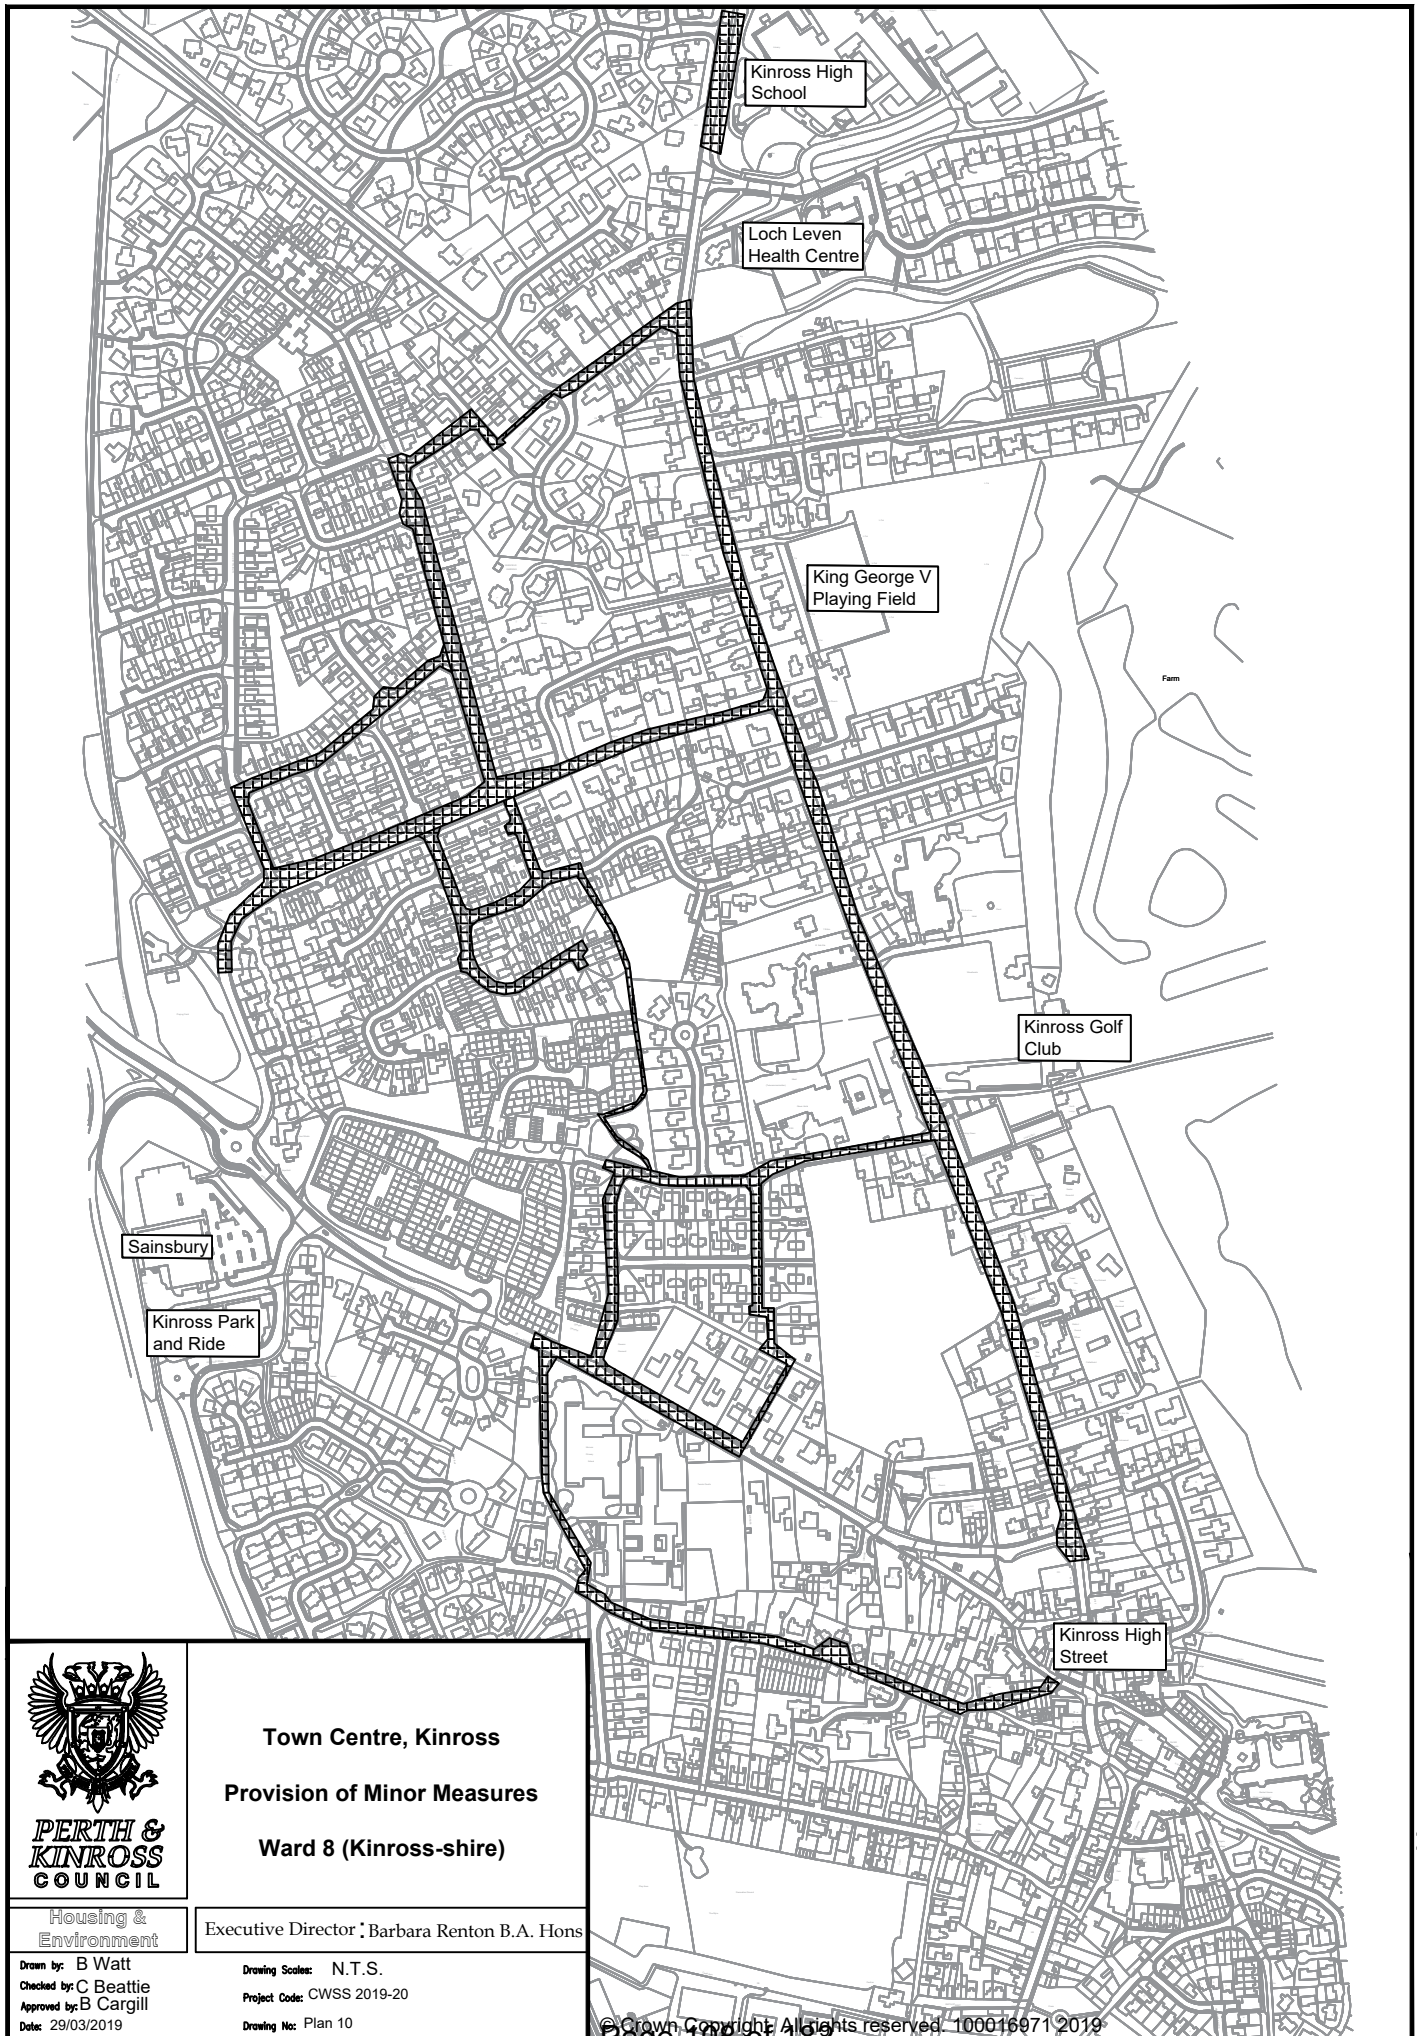 Kinross High
School
Loch Leven
Health Centre
King George V
Playing Field
Farm
Kinross Golf
Club
Sainsbury
Kinross Park
and Ride
Kinross High
Street
PERTH &
KINROSS
COUNCIL
Town Centre, Kinross
Provision of Minor Measures
Ward 8 (Kinross-shire)
Housing &
Environment
Executive Director : Barbara Renton B.A. Hons
Drawn by: B Watt
Checked by: C Beattie
Approved by: B Cargill
Date: 29/03/2019
Drawing Scales: N.T.S.
Project Code: CWSS 2019-20
Drawing No: Plan 10
© Crown Copyright. All rights reserved. 100016971 2019